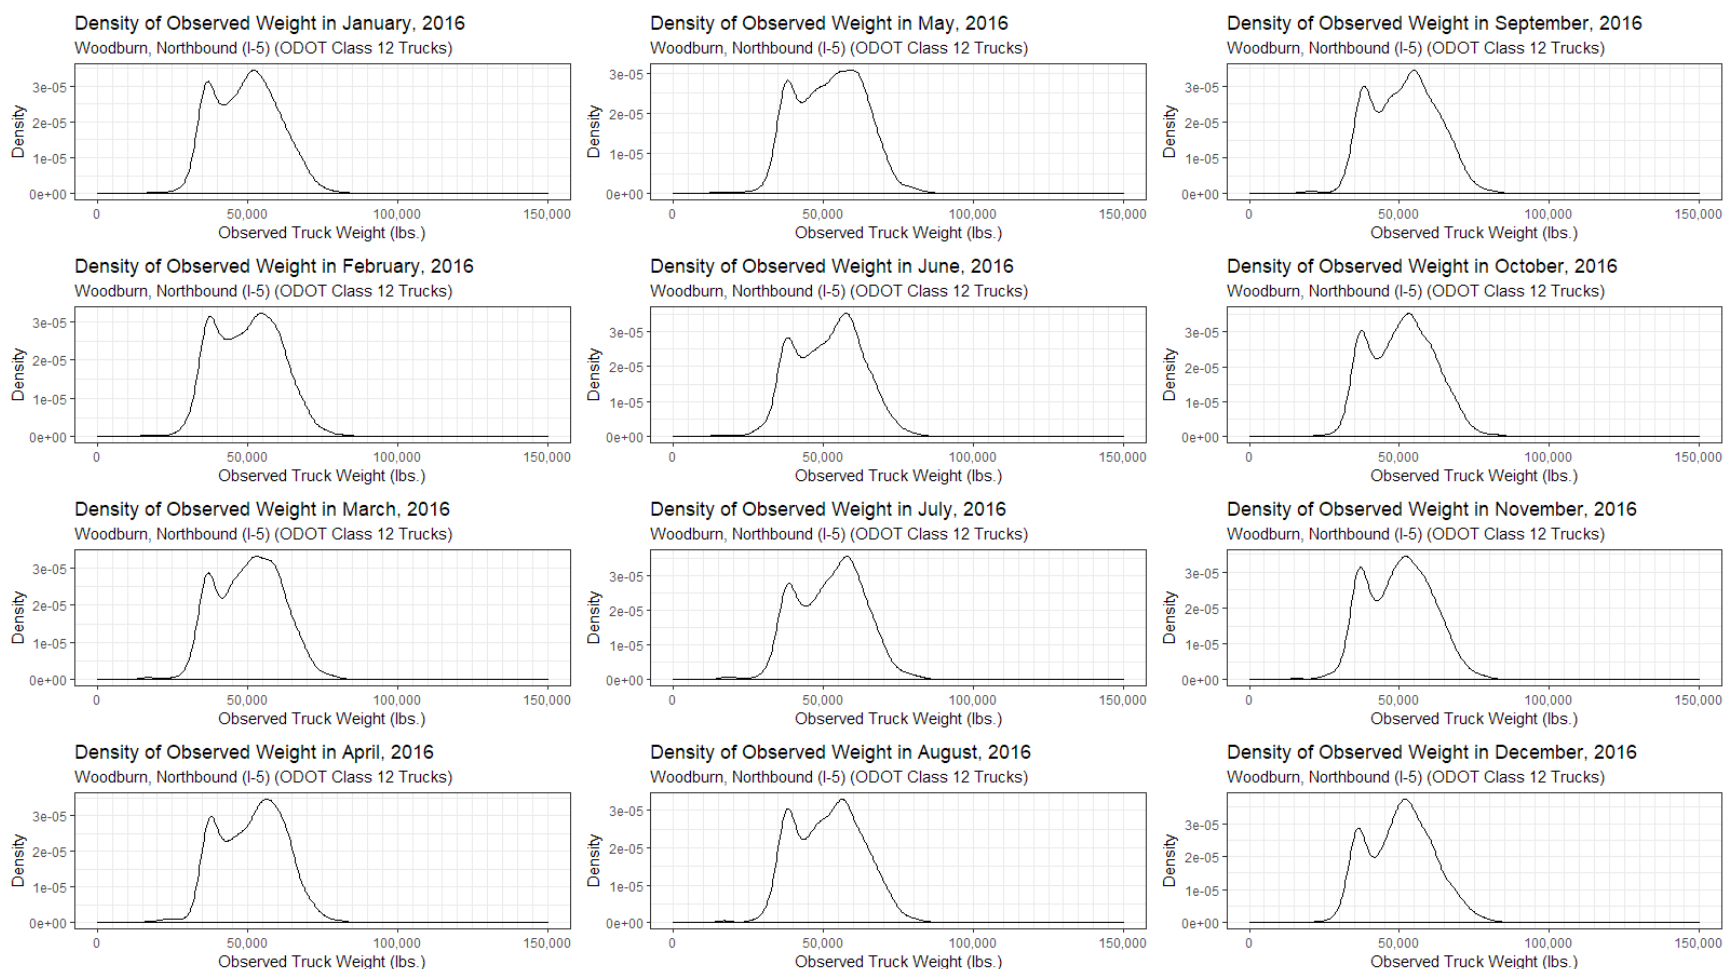 Density of Observed Weight in January, 2016
Woodburn, Northbound (I-5) (ODOT Class 12 Trucks)
Density
3e-05
2e-05
1e-05
0e+00
0 50,000 100,000 150,000
Observed Truck Weight (lbs.)
Density of Observed Weight in May, 2016
Woodburn, Northbound (I-5) (ODOT Class 12 Trucks)
Density
3e-05
2e-05
1e-05
0e+00
0 50,000 100,000 150,000
Observed Truck Weight (lbs.)
Density of Observed Weight in September, 2016
Woodburn, Northbound (I-5) (ODOT Class 12 Trucks)
Density
3e-05
2e-05
1e-05
0e+00
0 50,000 100,000 150,000
Observed Truck Weight (lbs.)
Density of Observed Weight in February, 2016
Woodburn, Northbound (I-5) (ODOT Class 12 Trucks)
Density
3e-05
2e-05
1e-05
0e+00
0 50,000 100,000 150,000
Observed Truck Weight (lbs.)
Density of Observed Weight in June, 2016
Woodburn, Northbound (I-5) (ODOT Class 12 Trucks)
Density
3e-05
2e-05
1e-05
0e+00
0 50,000 100,000 150,000
Observed Truck Weight (lbs.)
Density of Observed Weight in October, 2016
Woodburn, Northbound (I-5) (ODOT Class 12 Trucks)
Density
3e-05
2e-05
1e-05
0e+00
0 50,000 100,000 150,000
Observed Truck Weight (lbs.)
Density of Observed Weight in March, 2016
Woodburn, Northbound (I-5) (ODOT Class 12 Trucks)
Density
3e-05
2e-05
1e-05
0e+00
0 50,000 100,000 150,000
Observed Truck Weight (lbs.)
Density of Observed Weight in July, 2016
Woodburn, Northbound (I-5) (ODOT Class 12 Trucks)
Density
3e-05
2e-05
1e-05
0e+00
0 50,000 100,000 150,000
Observed Truck Weight (lbs.)
Density of Observed Weight in November, 2016
Woodburn, Northbound (I-5) (ODOT Class 12 Trucks)
Density
3e-05
2e-05
1e-05
0e+00
0 50,000 100,000 150,000
Observed Truck Weight (lbs.)
Density of Observed Weight in April, 2016
Woodburn, Northbound (I-5) (ODOT Class 12 Trucks)
Density
3e-05
2e-05
1e-05
0e+00
0 50,000 100,000 150,000
Observed Truck Weight (lbs.)
Density of Observed Weight in August, 2016
Woodburn, Northbound (I-5) (ODOT Class 12 Trucks)
Density
3e-05
2e-05
1e-05
0e+00
0 50,000 100,000 150,000
Observed Truck Weight (lbs.)
Density of Observed Weight in December, 2016
Woodburn, Northbound (I-5) (ODOT Class 12 Trucks)
Density
3e-05
2e-05
1e-05
0e+00
0 50,000 100,000 150,000
Observed Truck Weight (lbs.)